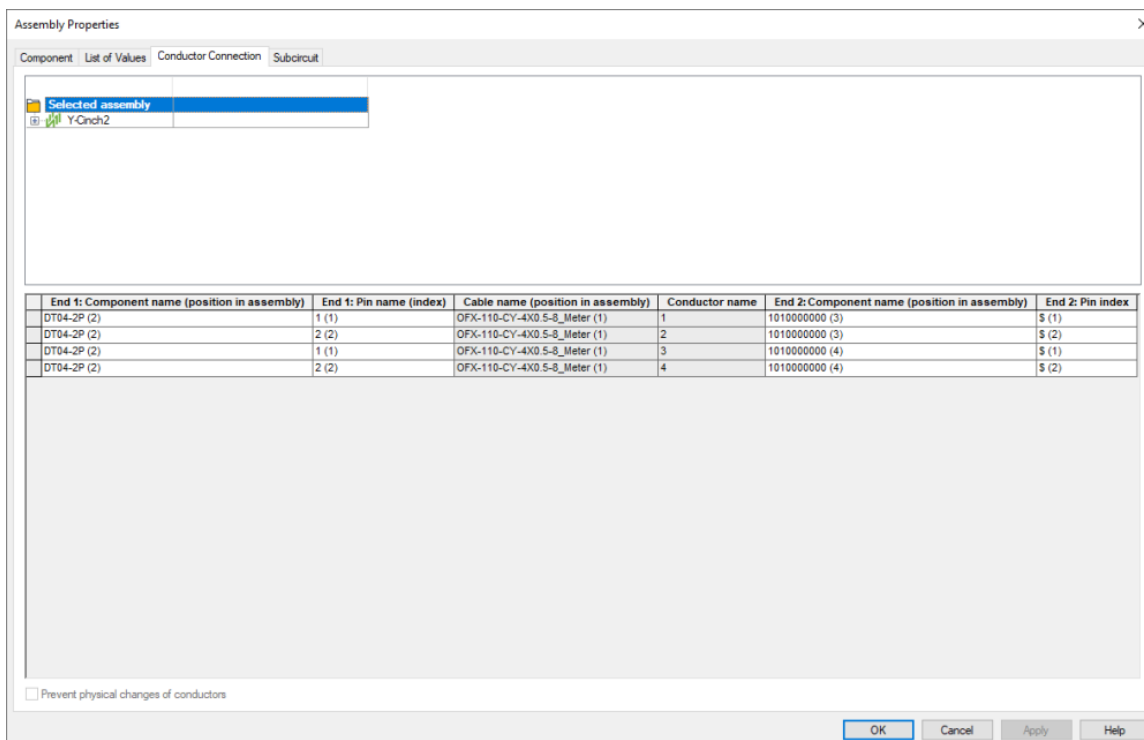 Assembly Properties
Component List of Values Conductor Connection Subcircuit
Selected assembly
Y-Cinch2
End 1: Component name (position in assembly) End 1: Pin name (index) Cable name (position in assembly) Conductor name End 2: Component name (position in assembly) End 2: Pin index
DT04-2P (2) 1 (1) OFX-110-CY-4X0.5-8_Meter (1) 1 1010000000 (3) $ (1)
DT04-2P (2) 2 (2) OFX-110-CY-4X0.5-8_Meter (1) 2 1010000000 (3) $ (2)
DT04-2P (2) 1 (1) OFX-110-CY-4X0.5-8_Meter (1) 3 1010000000 (4) $ (1)
DT04-2P (2) 2 (2) OFX-110-CY-4X0.5-8_Meter (1) 4 1010000000 (4) $ (2)
Prevent physical changes of conductors
OK Cancel Apply Help